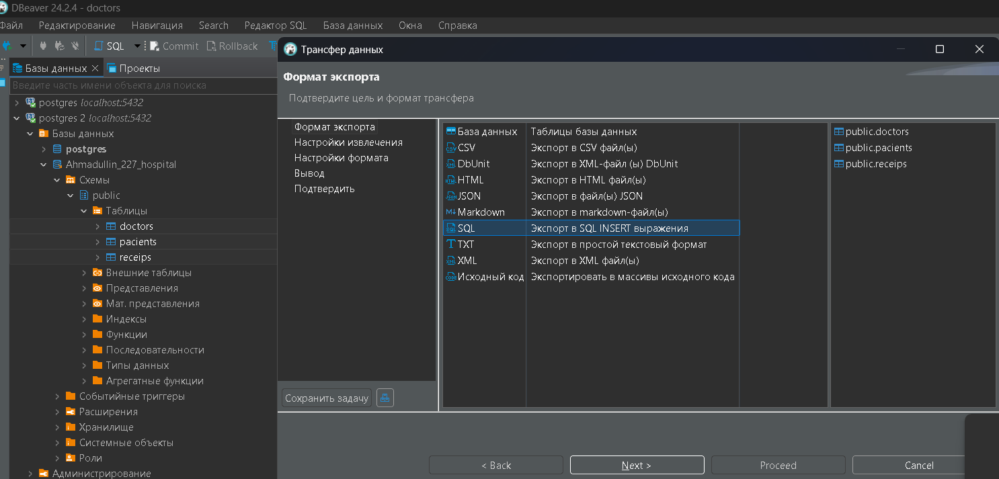 DBeaver 24.2.4 - doctors
Файл Редактирование Навигация Search Редактор SQL База данных Окна Справка
SQL Commit Rollback
Базы данных Проекты
Введите часть имени объекта для поиска
postgres localhost:5432
postgres 2 localhost:5432
Базы данных
postgres
Ahmadullin_227_hospital
Схемы
public
Таблицы
doctors
pacients
receips
Внешние таблицы
Представления
Мат. представления
Индексы
Функции
Последовательности
Типы данных
Агрегатные функции
Событийные триггеры
Расширения
Хранилище
Системные объекты
Роли
Администрирование
Трансфер данных
Формат экспорта
Подтвердите цель и формат трансфера
Формат экспорта
Настройки извлечения
Настройки формата
Вывод
Подтвердить
Сохранить задачу
База данных Таблицы базы данных
CSV Экспорт в CSV файл(ы)
DbUnit Экспорт в XML-файл (ы) DbUnit
HTML Экспорт в HTML файл(ы)
JSON Экспорт в файл(ы) JSON
Markdown Экспорт в markdown-файл(ы)
SQL Экспорт в SQL INSERT выражения
TXT Экспорт в простой текстовый формат
XML Экспорт в XML файл(ы)
Исходный код Экспортировать в массивы исходного кода
public.doctors
public.pacients
public.receips
< Back Next > Proceed Cancel